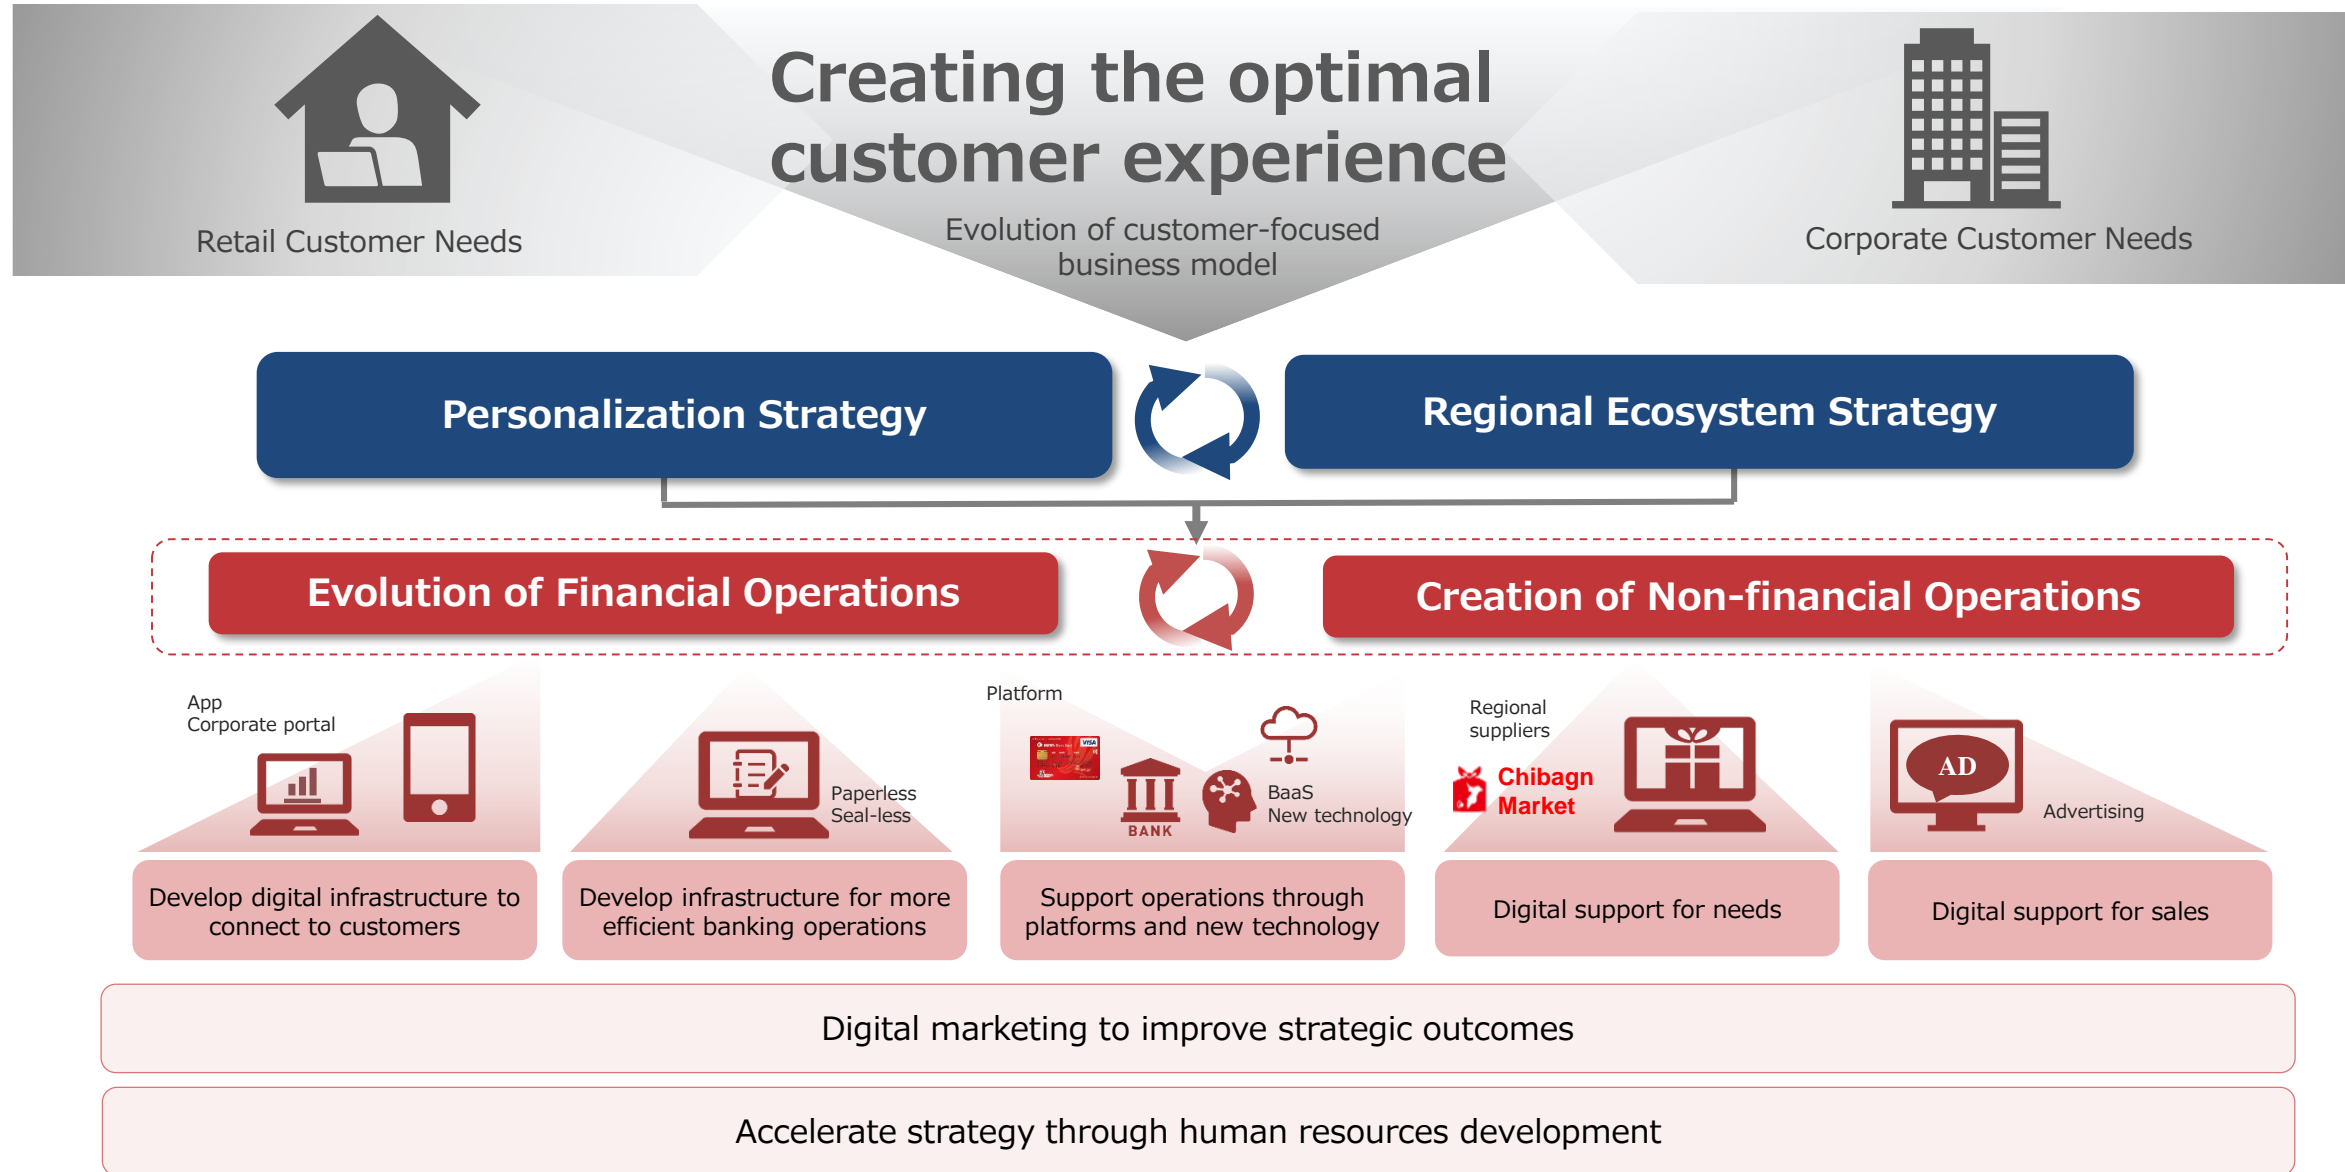 Creating the optimal
customer experience
Evolution of customer-focused
business model
Retail Customer Needs
Corporate Customer Needs
Personalization Strategy
Regional Ecosystem Strategy
Evolution of Financial Operations
Creation of Non-financial Operations
App
Corporate portal
Paperless
Seal-less
Platform
VISA
BANK
BaaS
New technology
Regional
suppliers
Chibagn
Market
AD
Advertising
Develop digital infrastructure to
connect to customers
Develop infrastructure for more
efficient banking operations
Support operations through
platforms and new technology
Digital support for needs
Digital support for sales
Digital marketing to improve strategic outcomes
Accelerate strategy through human resources development